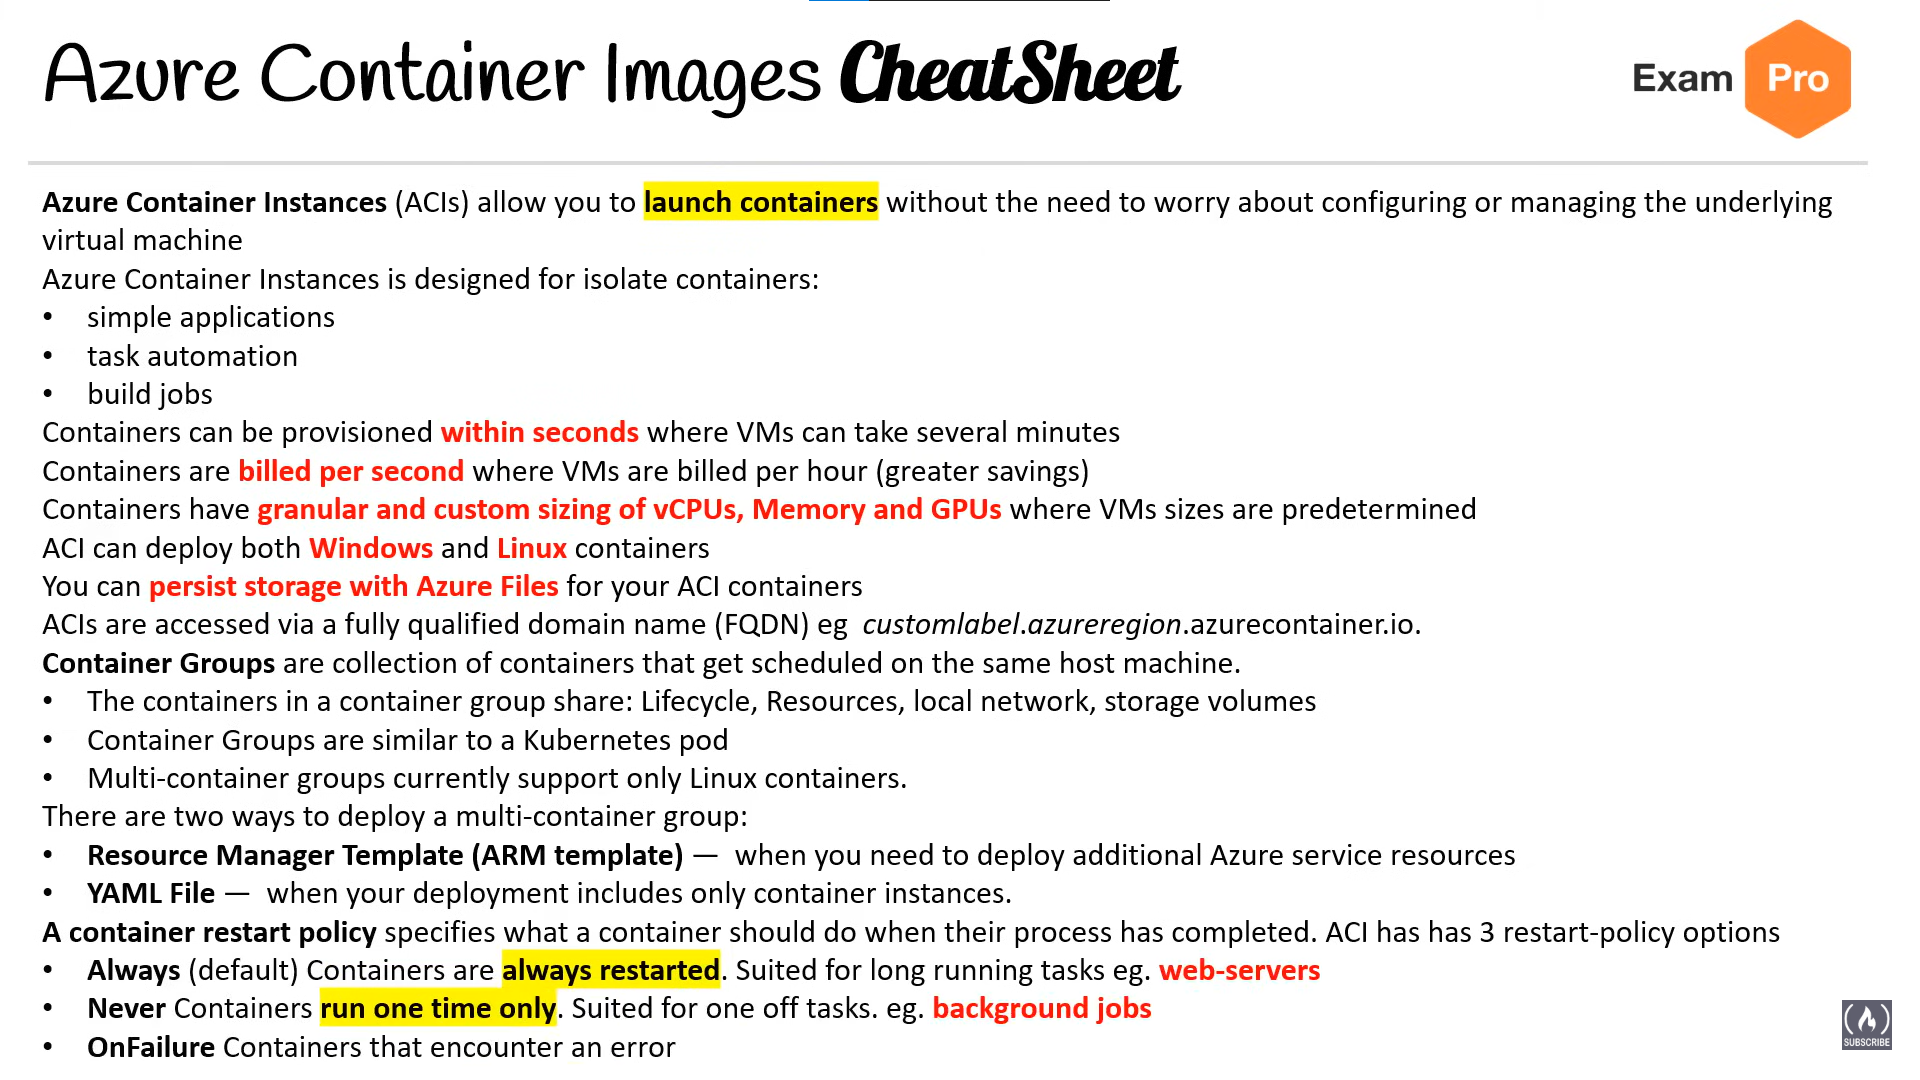 Azure Container Images CheatSheet
Exam Pro
Azure Container Instances (ACIs) allow you to launch containers without the need to worry about configuring or managing the underlying
virtual machine
Azure Container Instances is designed for isolate containers:
• simple applications
• task automation
• build jobs
Containers can be provisioned within seconds where VMs can take several minutes
Containers are billed per second where VMs are billed per hour (greater savings)
Containers have granular and custom sizing of vCPUs, Memory and GPUs where VMs sizes are predetermined
ACI can deploy both Windows and Linux containers
You can persist storage with Azure Files for your ACI containers
ACIs are accessed via a fully qualified domain name (FQDN) eg customlabel.azureregion.azurecontainer.io.
Container Groups are collection of containers that get scheduled on the same host machine.
• The containers in a container group share: Lifecycle, Resources, local network, storage volumes
• Container Groups are similar to a Kubernetes pod
• Multi-container groups currently support only Linux containers.
There are two ways to deploy a multi-container group:
• Resource Manager Template (ARM template) — when you need to deploy additional Azure service resources
• YAML File — when your deployment includes only container instances.
A container restart policy specifies what a container should do when their process has completed. ACI has has 3 restart-policy options
• Always (default) Containers are always restarted. Suited for long running tasks eg. web-servers
• Never Containers run one time only. Suited for one off tasks. eg. background jobs
• OnFailure Containers that encounter an error
SUBSCRIBE